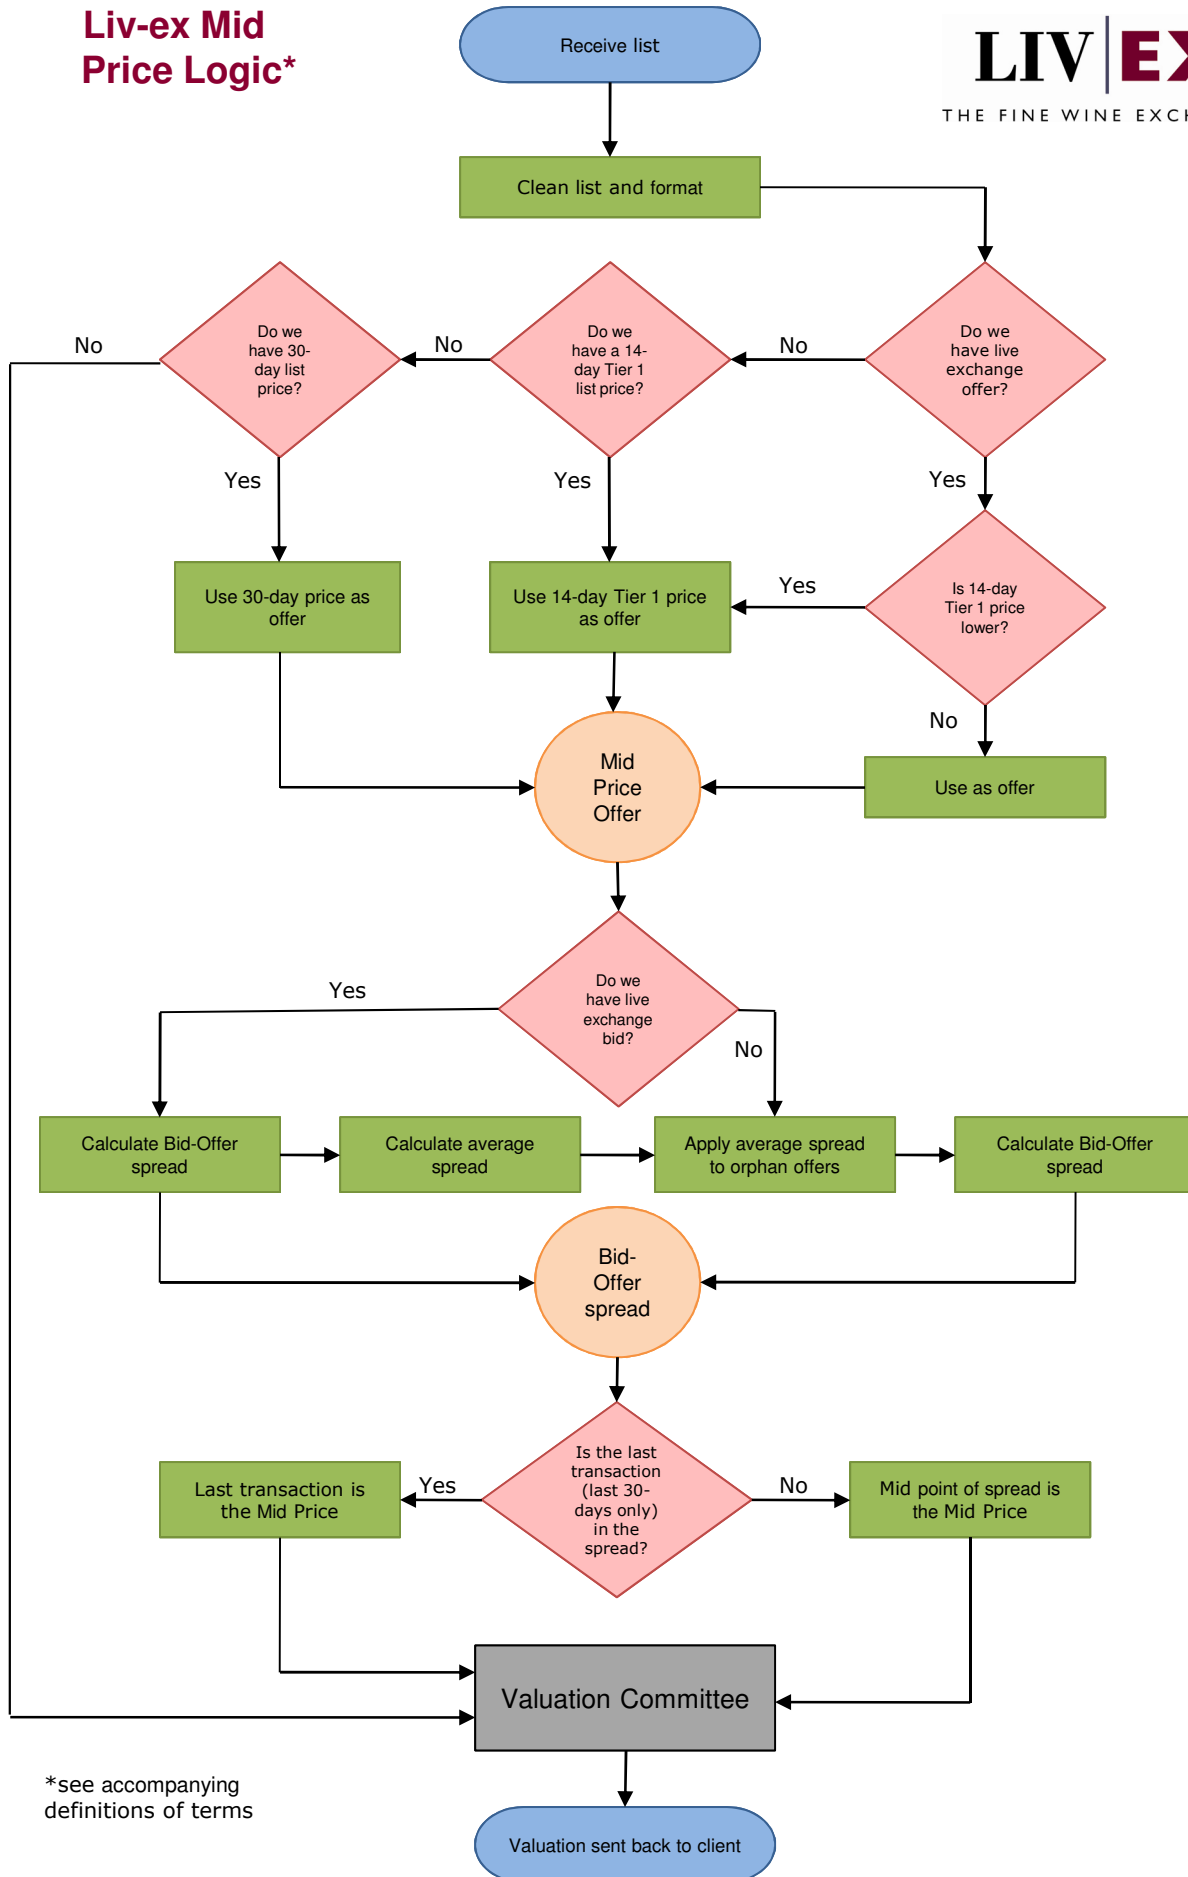 Liv-ex Mid
Price Logic*
LIV EX
THE FINE WINE EXCH
Receive list
Clean list and format
Do we
have 30-
day list
price?
Do we
have a 14-
day Tier 1
list price?
Do we
have live
exchange
offer?
No
No
No
Yes
Yes
Yes
Use 30-day price as
offer
Use 14-day Tier 1 price
as offer
Yes
Is 14-day
Tier 1 price
lower?
No
Mid
Price
Offer
Use as offer
Do we
have live
exchange
bid?
Yes
No
Calculate Bid-Offer
spread
Calculate average
spread
Apply average spread
to orphan offers
Calculate Bid-Offer
spread
Bid-
Offer
spread
Is the last
transaction
(last 30-
days only)
in the
spread?
Last transaction is
the Mid Price
Yes
No
Mid point of spread is
the Mid Price
Valuation Committee
*see accompanying
definitions of terms
Valuation sent back to client